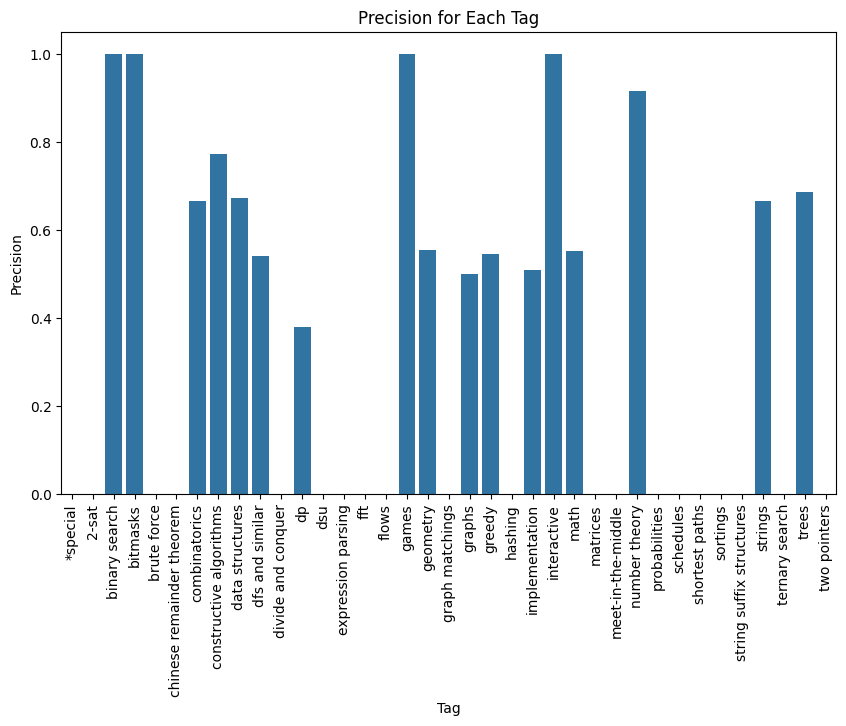 Precision for Each Tag
Precision
1.0
0.8
0.6
0.4
0.2
0.0
*special
2-sat
binary search
bitmasks
brute force
chinese remainder theorem
combinatorics
constructive algorithms
data structures
dfs and similar
divide and conquer
dp
dsu
expression parsing
fft
flows
games
geometry
graph matchings
graphs
greedy
hashing
implementation
interactive
math
matrices
meet-in-the-middle
number theory
probabilities
schedules
shortest paths
sortings
string suffix structures
strings
ternary search
trees
two pointers
Tag